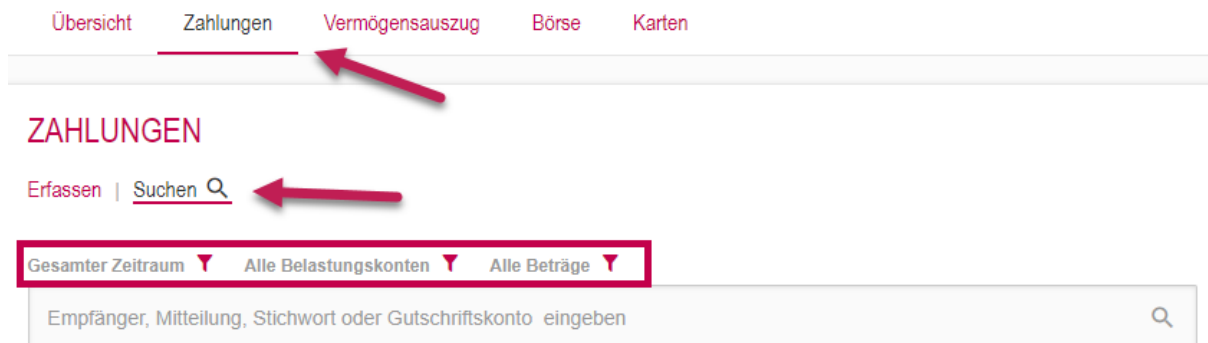 Übersicht Zahlungen Vermögensauszug Börse Karten
ZAHLUNGEN
Erfassen | Suchen
Gesamter Zeitraum Alle Belastungskonten Alle Beträge
Empfänger, Mitteilung, Stichwort oder Gutschriftskonto eingeben